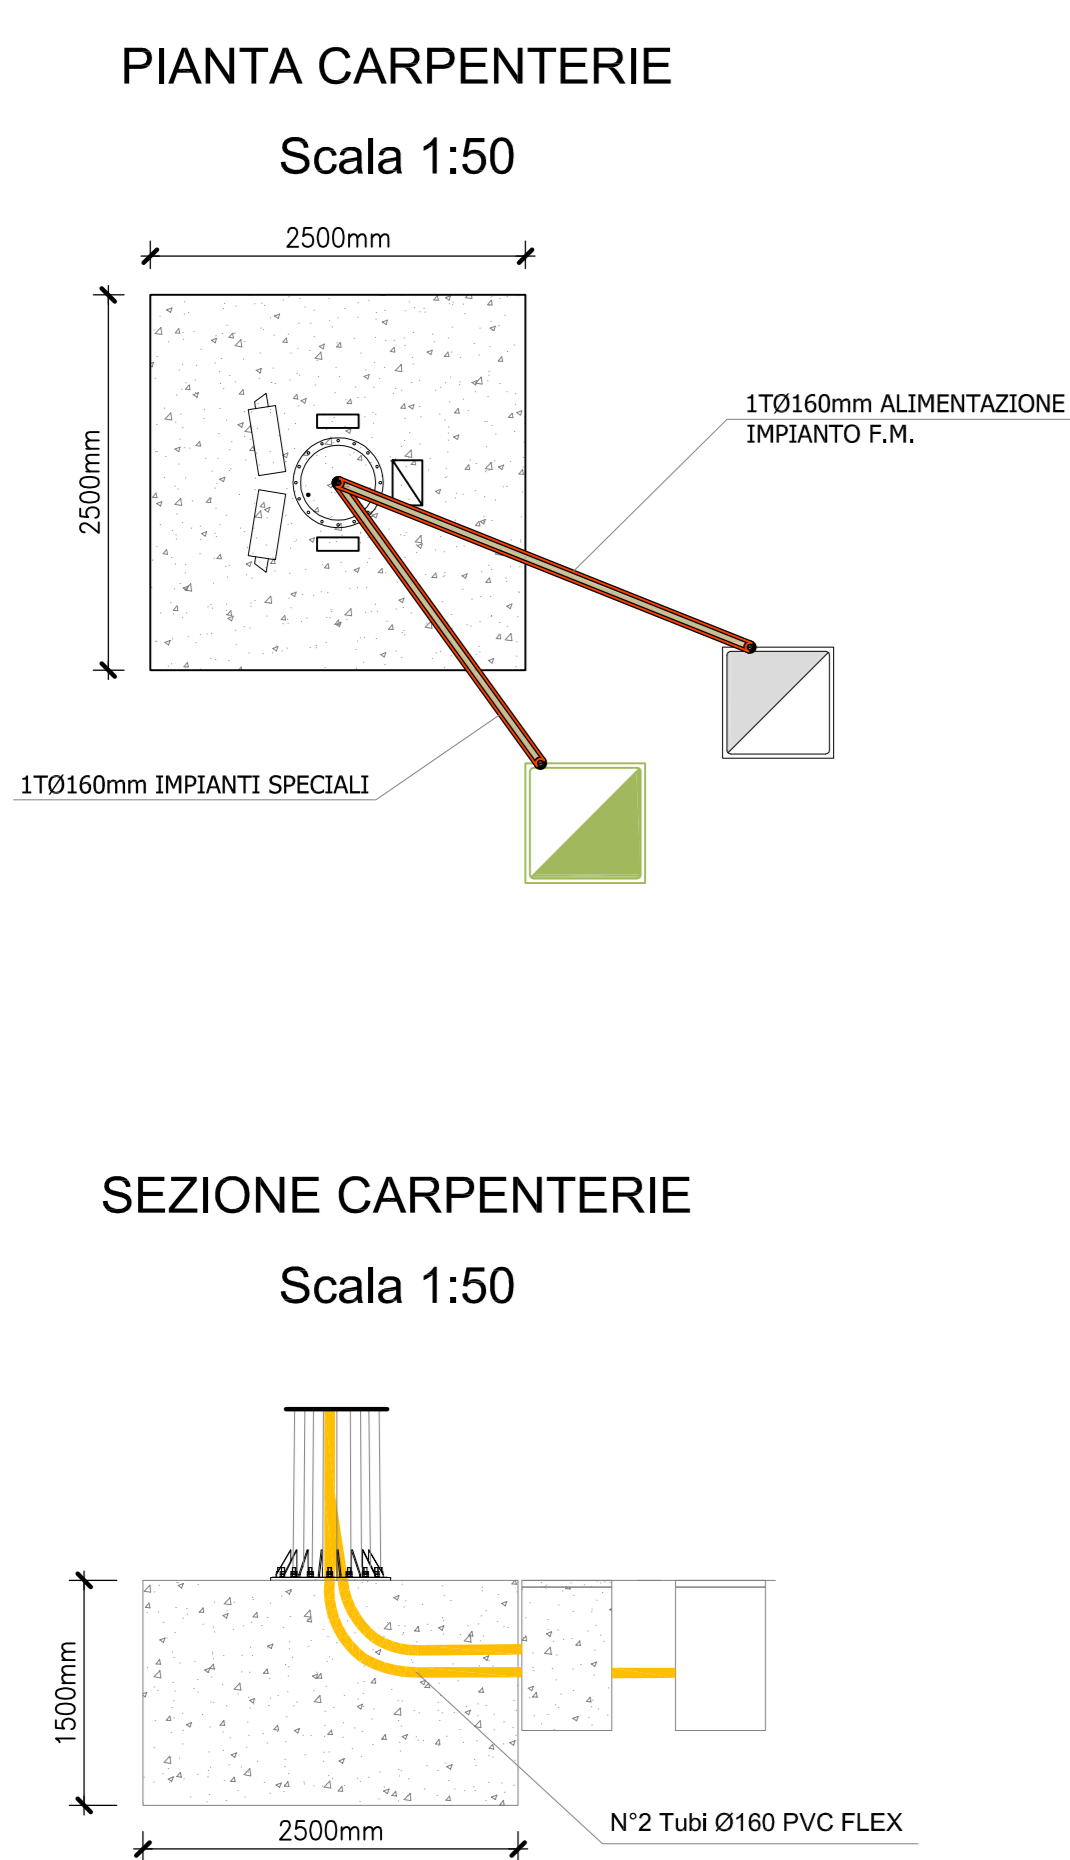 PIANTA CARPENTERIE
Scala 1:50
2500mm
2500mm
1TØ160mm ALIMENTAZIONE
IMPIANTO F.M.
1TØ160mm IMPIANTI SPECIALI
SEZIONE CARPENTERIE
Scala 1:50
1500mm
N°2 Tubi Ø160 PVC FLEX
2500mm